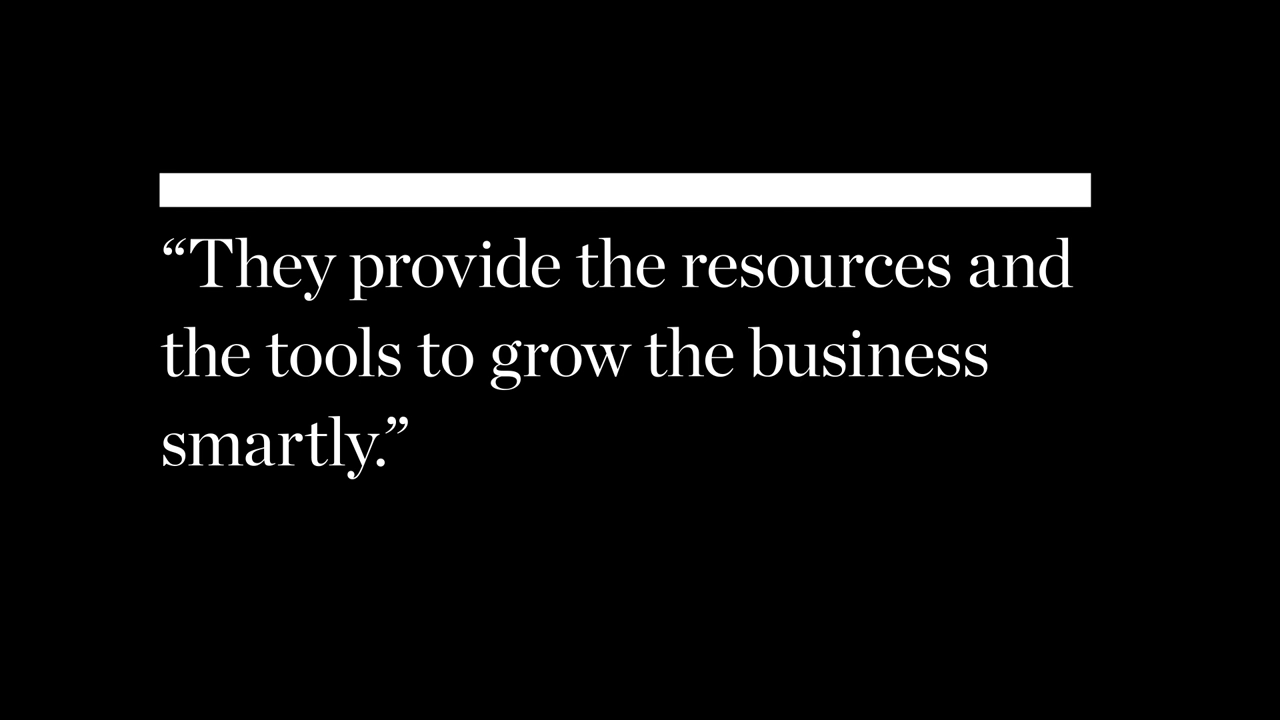 “They provide the resources and
the tools to grow the business
smartly.”